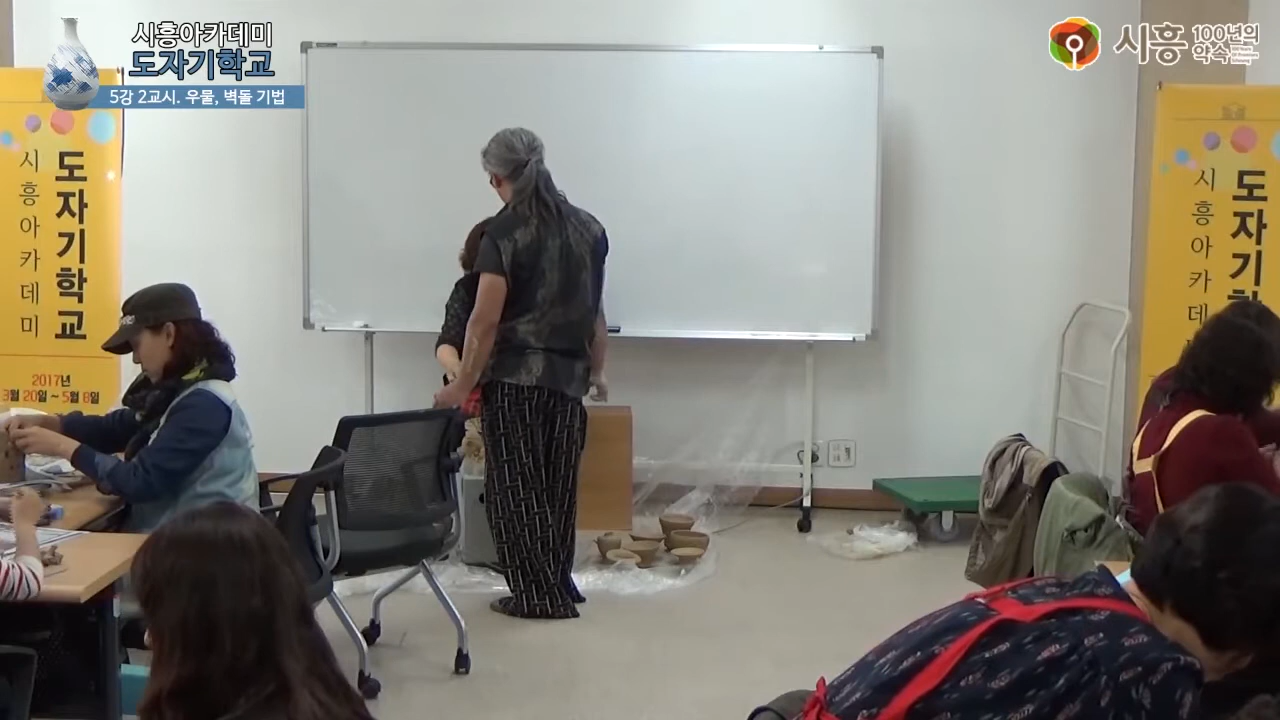 시흥아카데미
도자기학교
5강 2교시. 우물, 벽돌 기법
시흥 100년의
약속
도자기학교
시흥아카데미
2017년
3월 20일 ~ 5월 8일
도자기학
시흥아카데